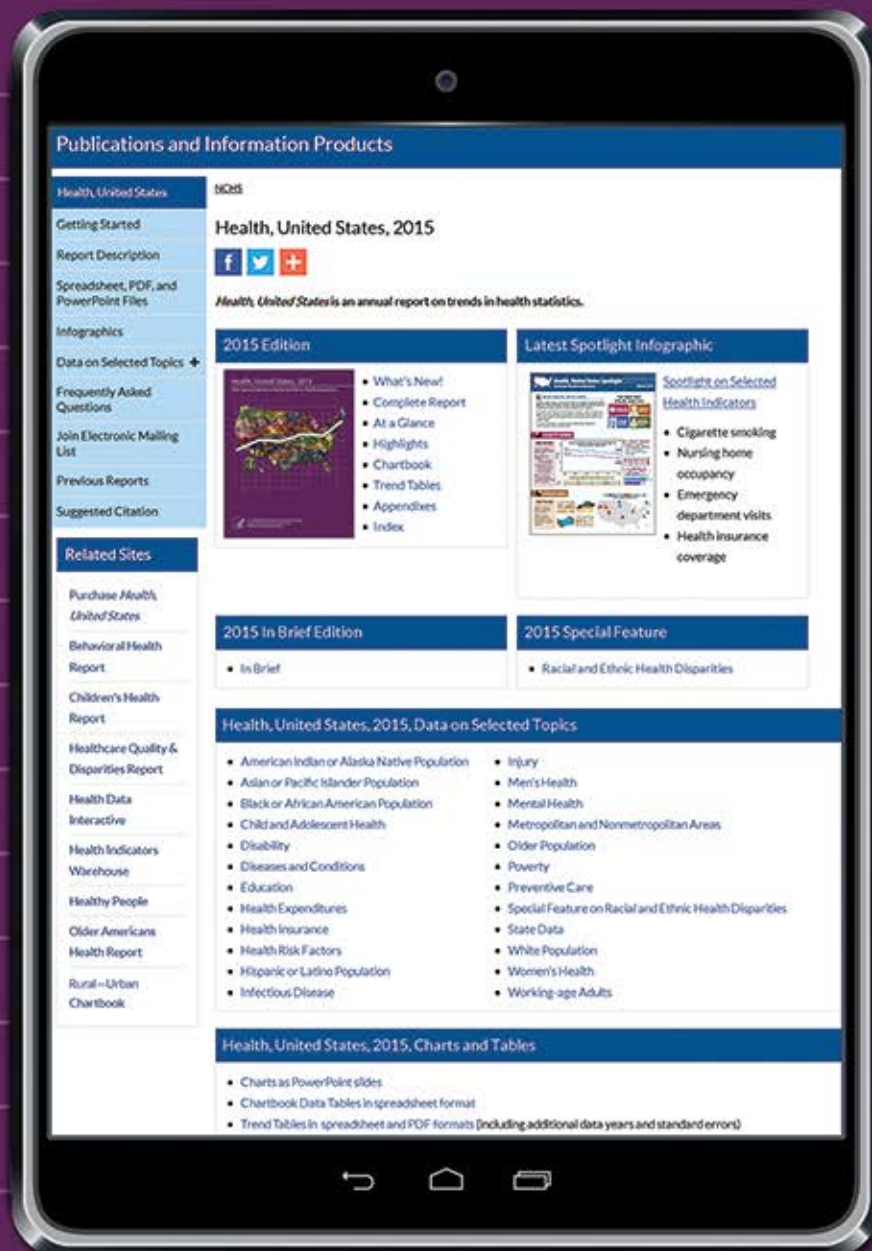 Publications and Information Products
Health, United States
Getting Started
Report Description
Spreadsheet, PDF, and
PowerPoint Files
Infographics
Data on Selected Topics +
Frequently Asked
Questions
Join Electronic Mailing
List
Previous Reports
Suggested Citation
Related Sites
Purchase Health,
United States
Behavioral Health
Report
Children's Health
Report
Healthcare Quality &
Disparities Report
Health Data
Interactive
Health Indicators
Warehouse
Healthy People
Older Americans
Health Report
Rural–Urban
Chartbook
NCHS
Health, United States, 2015
Health, United States is an annual report on trends in health statistics.
2015 Edition
Health, United States, 2015
• What's New!
• Complete Report
• At a Glance
• Highlights
• Chartbook
• Trend Tables
• Appendixes
• Index
Latest Spotlight Infographic
Health, United States Spotlight
Spotlight on Selected
Health Indicators
• Cigarette smoking
• Nursing home
occupancy
• Emergency
department visits
• Health insurance
coverage
2015 In Brief Edition
• In Brief
2015 Special Feature
• Racial and Ethnic Health Disparities
Health, United States, 2015, Data on Selected Topics
• American Indian or Alaska Native Population
• Asian or Pacific Islander Population
• Black or African American Population
• Child and Adolescent Health
• Disability
• Diseases and Conditions
• Education
• Health Expenditures
• Health Insurance
• Health Risk Factors
• Hispanic or Latino Population
• Infectious Disease
• Injury
• Men's Health
• Mental Health
• Metropolitan and Nonmetropolitan Areas
• Older Population
• Poverty
• Preventive Care
• Special Feature on Racial and Ethnic Health Disparities
• State Data
• White Population
• Women's Health
• Working-age Adults
Health, United States, 2015, Charts and Tables
• Charts as PowerPoint slides
• Chartbook Data Tables in spreadsheet format
• Trend Tables in spreadsheet and PDF formats (including additional data years and standard errors)